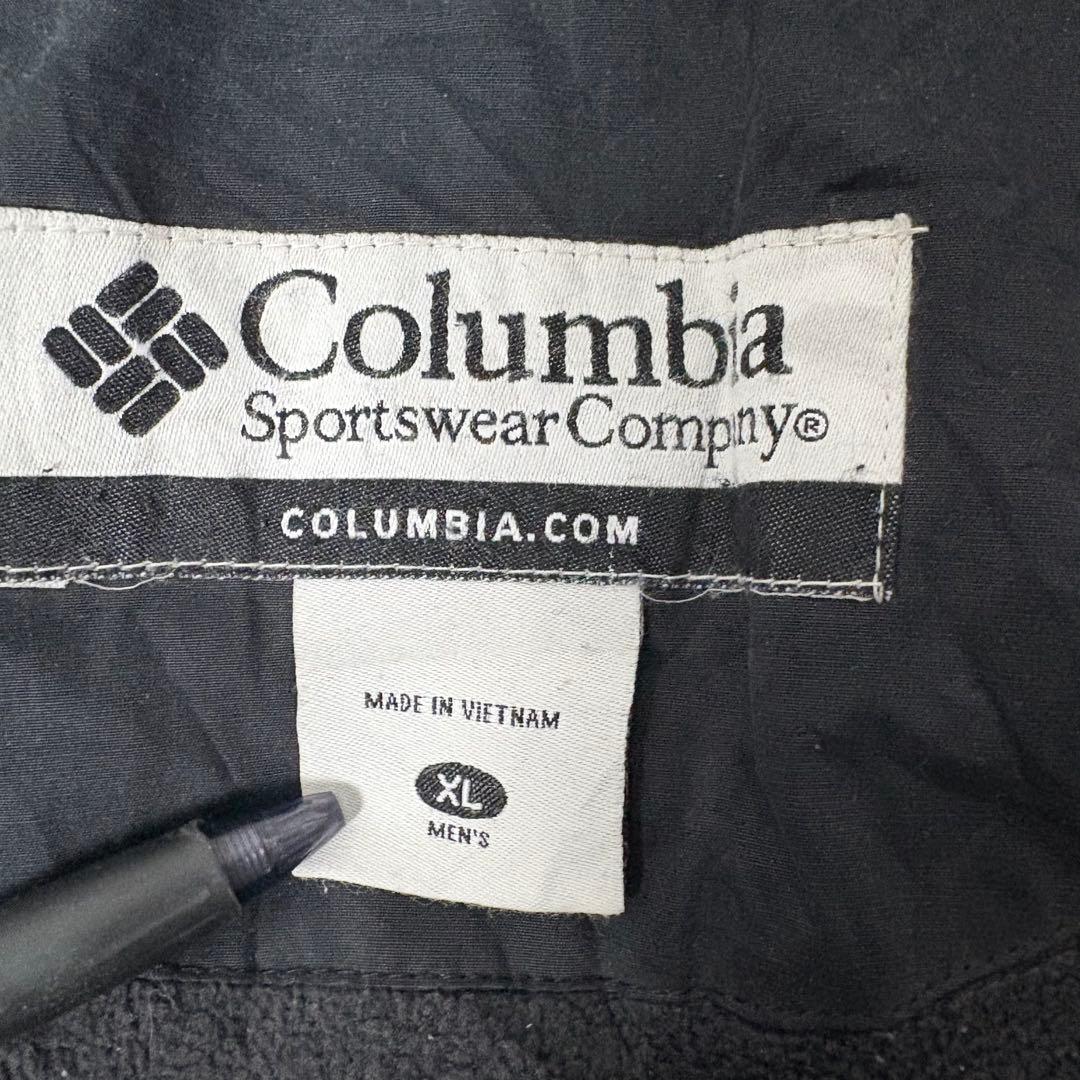 Columbia
Sportswear Company®
COLUMBIA.COM
MADE IN VIETNAM
XL
MEN'S